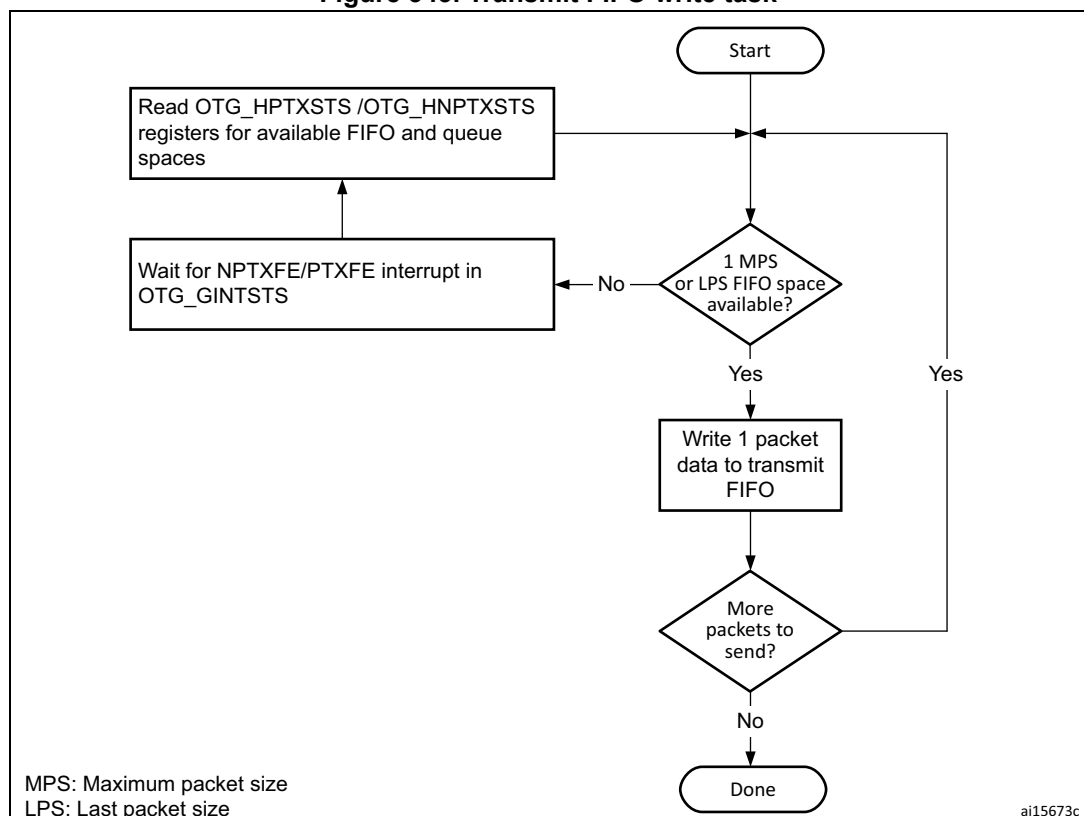 Start
Read OTG_HPTXSTS /OTG_HNPTXSTS
registers for available FIFO and queue
spaces
1 MPS
or LPS FIFO space
available?
No
Wait for NPTXFE/PTXFE interrupt in
OTG_GINTSTS
Yes
Yes
Write 1 packet
data to transmit
FIFO
More
packets to
send?
No
Done
MPS: Maximum packet size
LPS: Last packet size
ai15673c